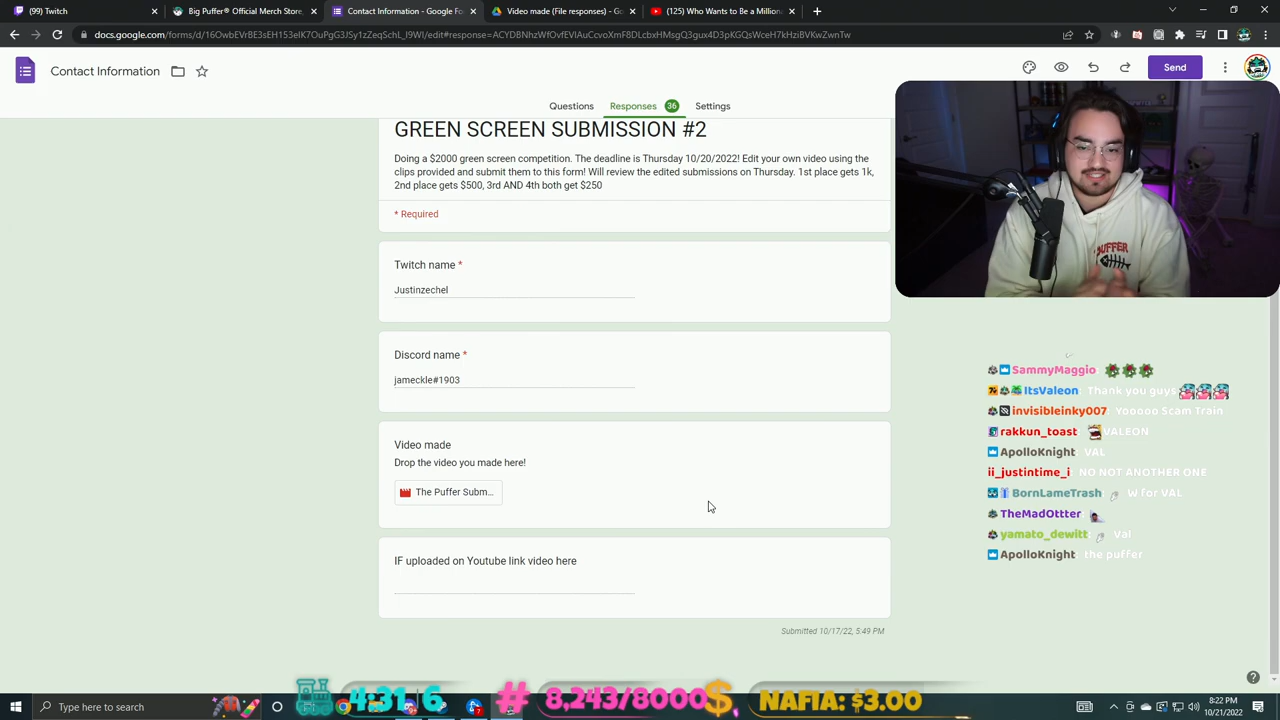 (99) Twitch
Big Puffer® Official Merch Store
Contact Information - Google Fo
Video made (File responses) - Go
(125) Who Wants to Be a Million
docs.google.com/forms/d/16OwbEVrBE3sEH153eIK7OuPgG3JSy1zZeqSchL_I9WI/edit#response=ACYDBNhzWfOvfEVIAuCcvoXmF8DLcbxHMsgQ3gux4D3pKGQsWceH7kHziBVKwZwnTw
Contact Information
Send
Questions
Responses 36
Settings
GREEN SCREEN SUBMISSION #2
Doing a $2000 green screen competition. The deadline is Thursday 10/20/2022! Edit your own video using the
clips provided and submit them to this form! Will review the edited submissions on Thursday. 1st place gets 1k,
2nd place gets $500, 3rd AND 4th both get $250
* Required
Twitch name *
Justinzechel
Discord name *
jameckle#1903
Video made
Drop the video you made here!
The Puffer Subm...
IF uploaded on Youtube link video here
Submitted 10/17/22, 5:49 PM
PUFFER
SammyMaggio
ItsValeon: Thank you guys
invisibleinky007: Yooooo Scam Train
rakkun_toast: VALEON
ApolloKnight: VAL
ii_justintime_i: NO NOT ANOTHER ONE
BornLameTrash: W for VAL
TheMadOttter
yamato_dewitt: Val
ApolloKnight: the puffer
4:31 6
# 8,243/8000
$ NAFIA: $3.00
Type here to search
8:22 PM
10/21/2022